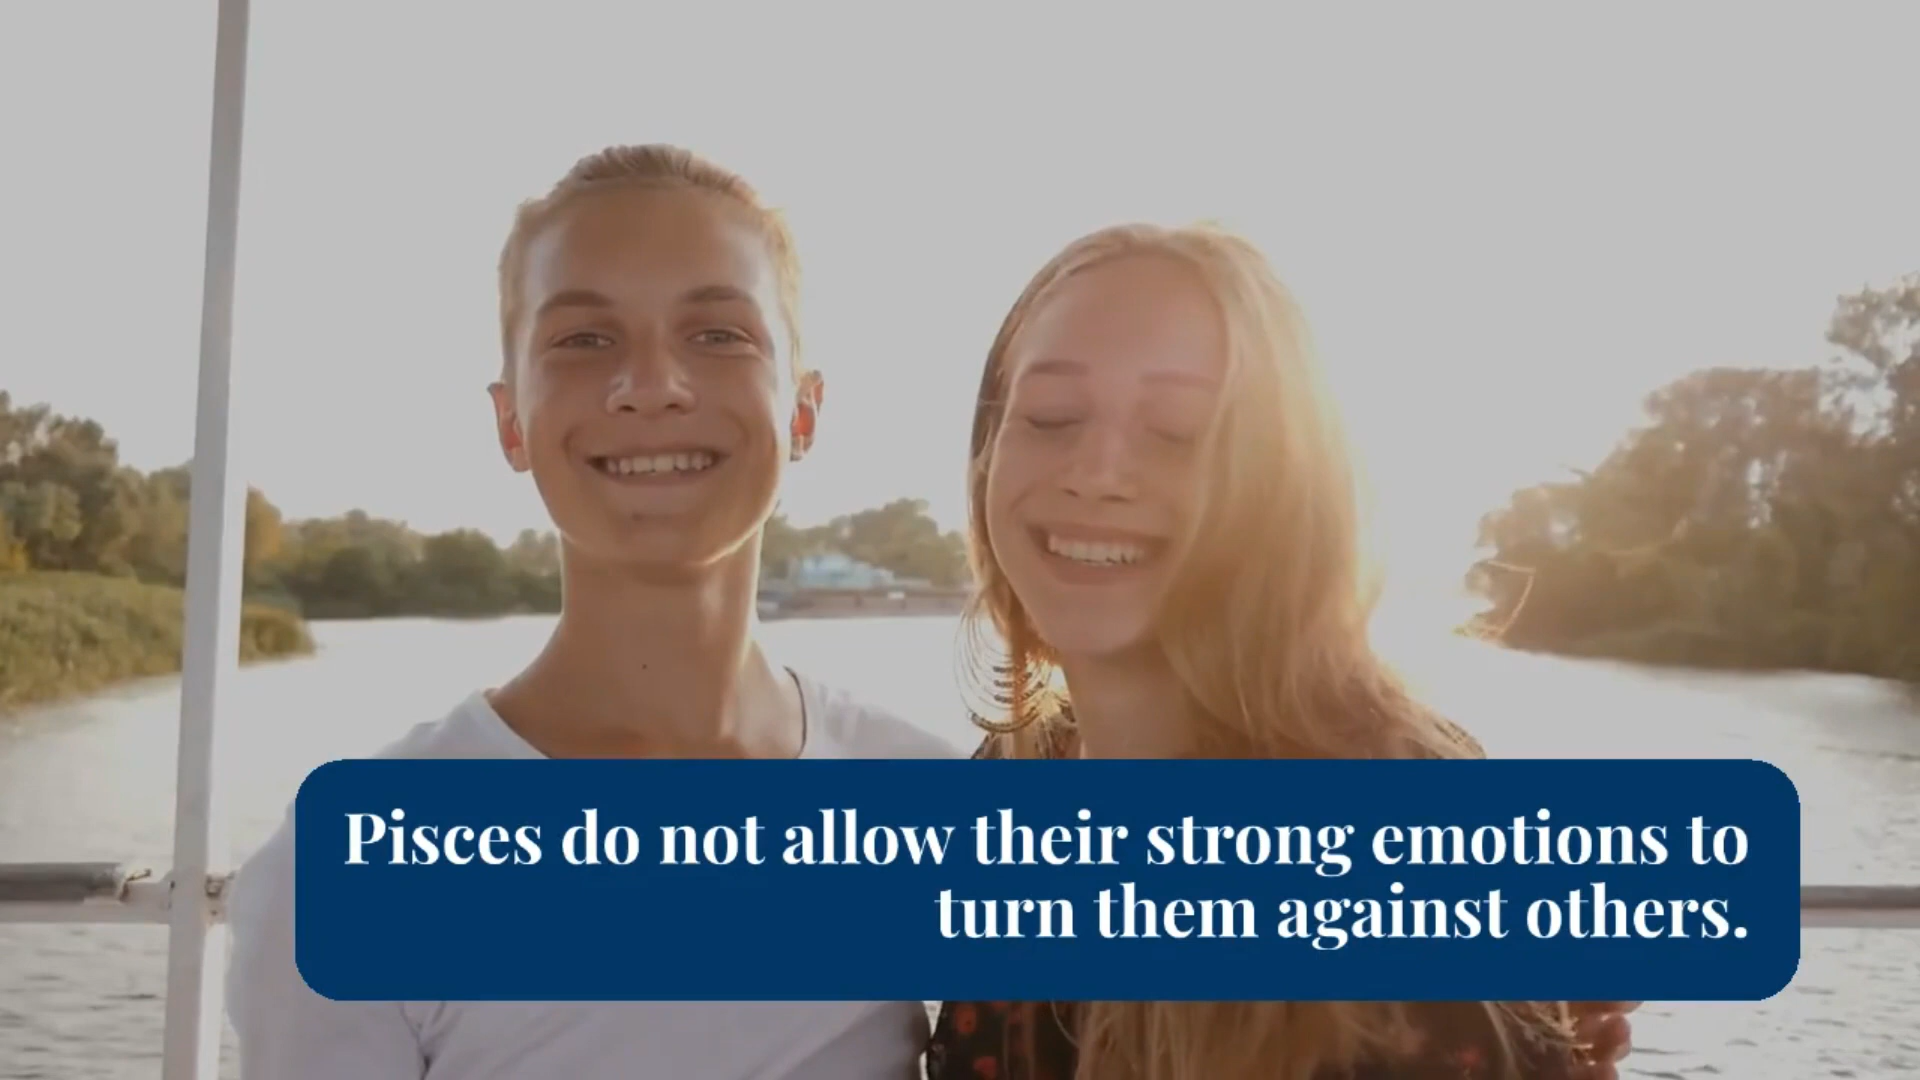 Pisces do not allow their strong emotions to
turn them against others.